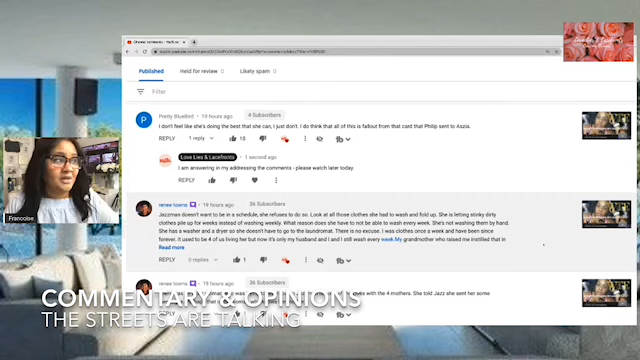 Channel comments - YouTube
Published
Held for review 0
Likely spam 0
Filter
P
Pretty BlueBird • 19 hours ago
4 Subscribers
I don't feel like she's doing the best that she can, I just don't. I do think that all of this is fallout from that card that Philip sent to Aszia.
REPLY
1 reply
10
Love Lies & Lacefronts • 1 second ago
I am answering in my addressing the comments - please watch later today
REPLY
renee towns • 19 hours ago
36 Subscribers
Jazzman doesn't want to be in a schedule, she refuses to do so. Look at all those clothes she had to wash and fold up. She is letting stinky dirty
clothes pile up for weeks instead of washing weekly. What reason does she have to not be able to wash every week. She's not washing them by hand.
She has a washer and a dryer so she doesn't have to go to the laundromat. There is no excuse. I was clothes once a week and have been since
forever. It used to be 4 of us living her but now it's only my husband and I and I still wash every week.My grandmother who raised me instilled that in
Read more
REPLY
0 replies
1
renee towns • 19 hours ago
36 Subscribers
with the 4 mothers. She told Jazz she sent her some
Francoise
COMMENTARY & OPINIONS
THE STREETS ARE TALKING